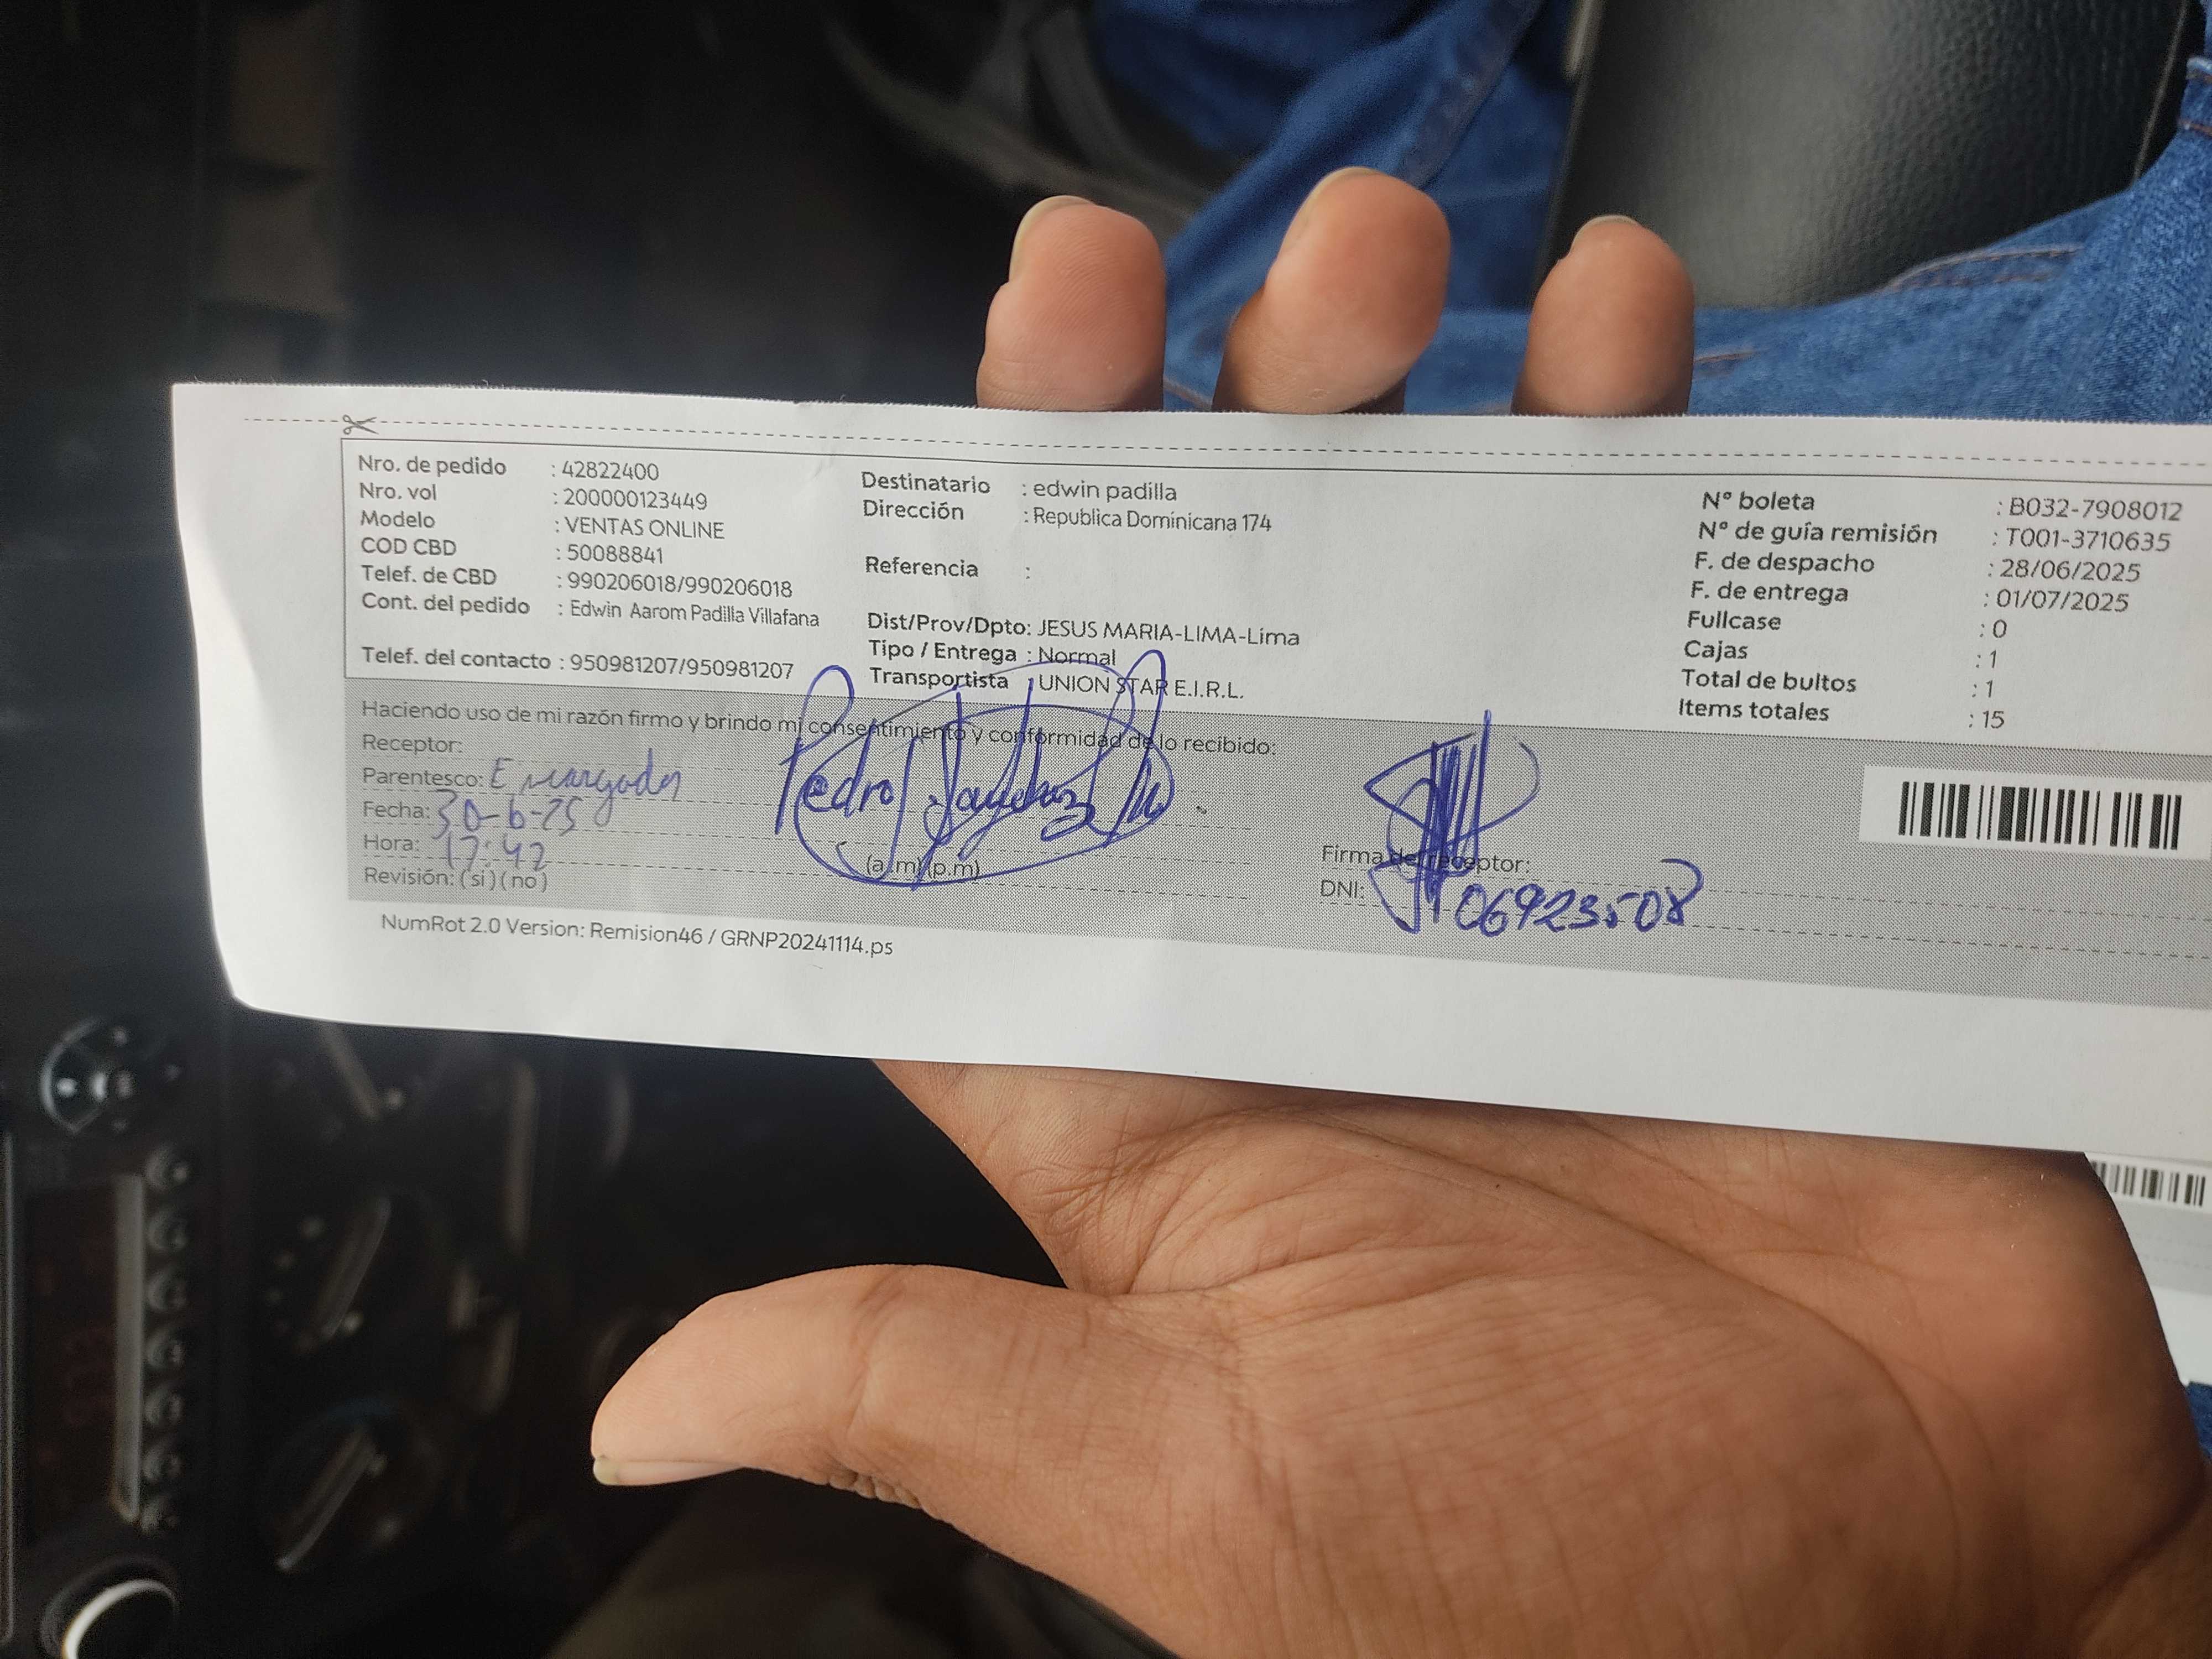 Nro. de pedido : 42822400
Nro. vol : 200000123449
Modelo : VENTAS ONLINE
COD CBD : 50088841
Telef. de CBD : 990206018/990206018
Cont. del pedido : Edwin Aarom Padilla Villafana
Telef. del contacto : 950981207/950981207
Destinatario : edwin padilla
Dirección : Republica Dominicana 174
Referencia :
Dist/Prov/Dpto: JESUS MARIA-LIMA-Lima
Tipo / Entrega : Normal
Transportista : UNION STAR E.I.R.L.
N° boleta : B032-7908012
N° de guía remisión : T001-3710635
F. de despacho : 28/06/2025
F. de entrega : 01/07/2025
Fullcase : 0
Cajas : 1
Total de bultos : 1
Items totales : 15
Haciendo uso de mi razón firmo y brindo mi consentimiento y conformidad de lo recibido:
Receptor: Pedro
Parentesco: Encargado
Fecha: 30-6-25
Hora: 17:42 (a.m) (p.m)
Revisión: (si) (no)
Firma de receptor:
DNI: 06923508
NumRot 2.0 Version: Remision46 / GRNP20241114.ps